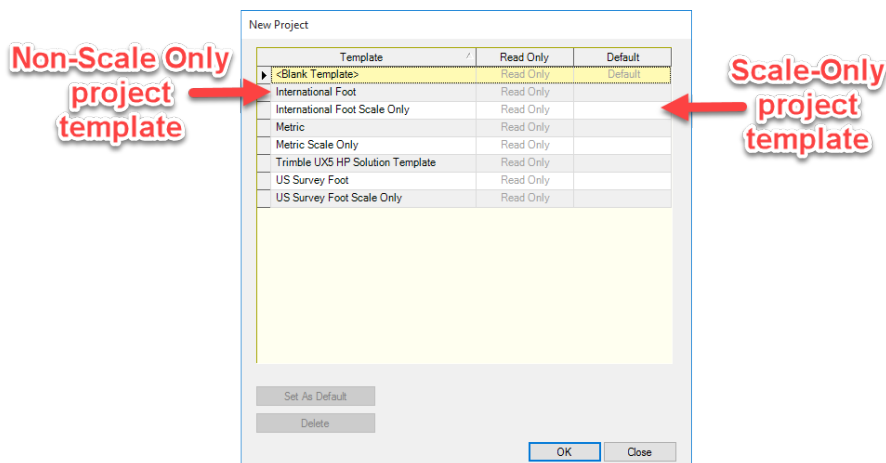 New Project
Template Read Only Default
<Blank Template> Read Only Default
International Foot Read Only
International Foot Scale Only Read Only
Metric Read Only
Metric Scale Only Read Only
Trimble UX5 HP Solution Template Read Only
US Survey Foot Read Only
US Survey Foot Scale Only Read Only
Set As Default
Delete
OK Close
Non-Scale Only
project
template
Scale-Only
project
template